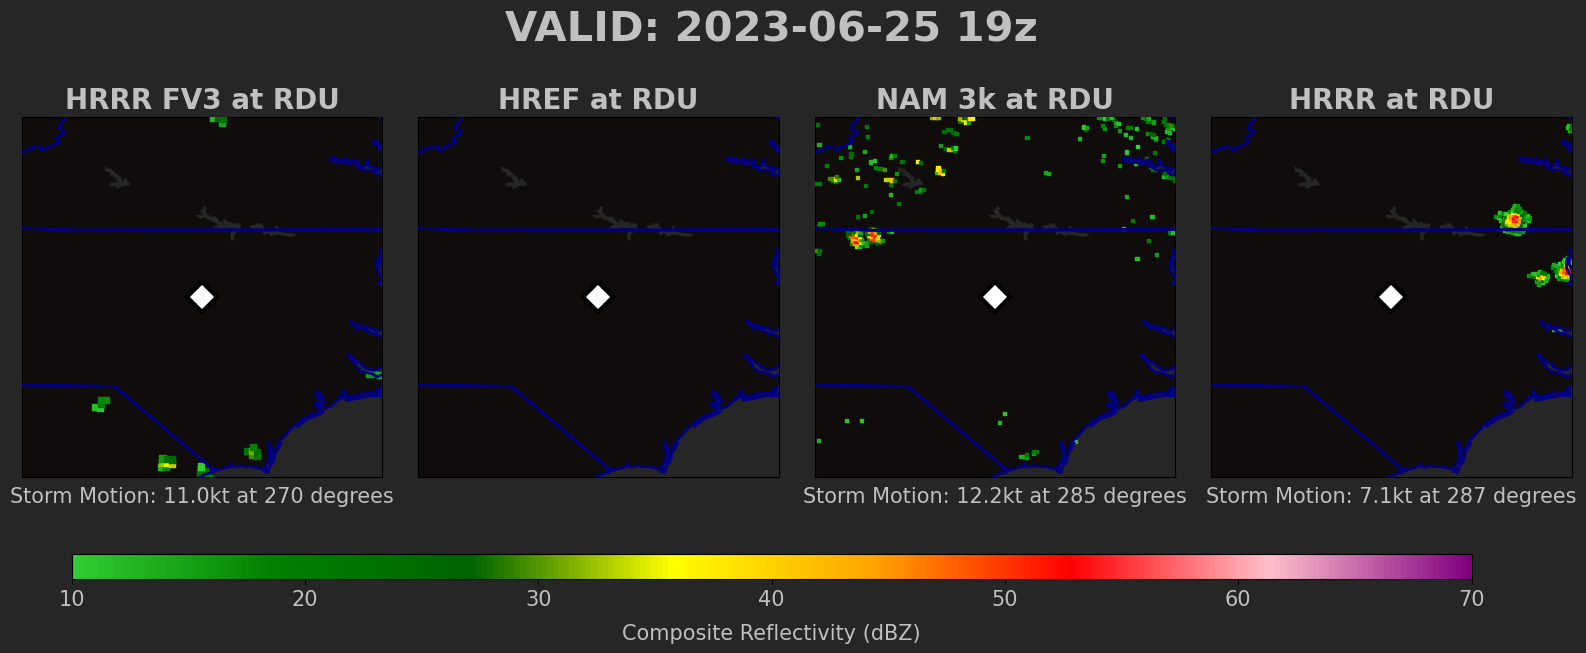 VALID: 2023-06-25 19z
HRRR FV3 at RDU
HREF at RDU
NAM 3k at RDU
HRRR at RDU
Storm Motion: 11.0kt at 270 degrees
Storm Motion: 12.2kt at 285 degrees
Storm Motion: 7.1kt at 287 degrees
10 20 30 40 50 60 70
Composite Reflectivity (dBZ)